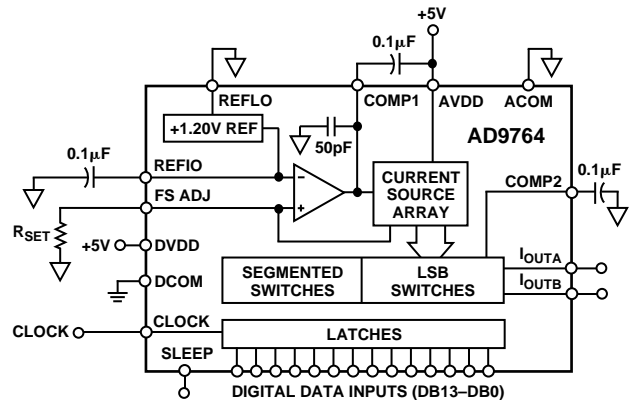 +5V
0.1μF
REFLO
COMP1
AVDD
ACOM
+1.20V REF
50pF
AD9764
0.1μF
REFIO
–
+
CURRENT
SOURCE
ARRAY
COMP2
0.1μF
FS ADJ
RSET
+5V
DVDD
DCOM
SEGMENTED
SWITCHES
LSB
SWITCHES
IOUTA
IOUTB
CLOCK
CLOCK
LATCHES
SLEEP
DIGITAL DATA INPUTS (DB13–DB0)